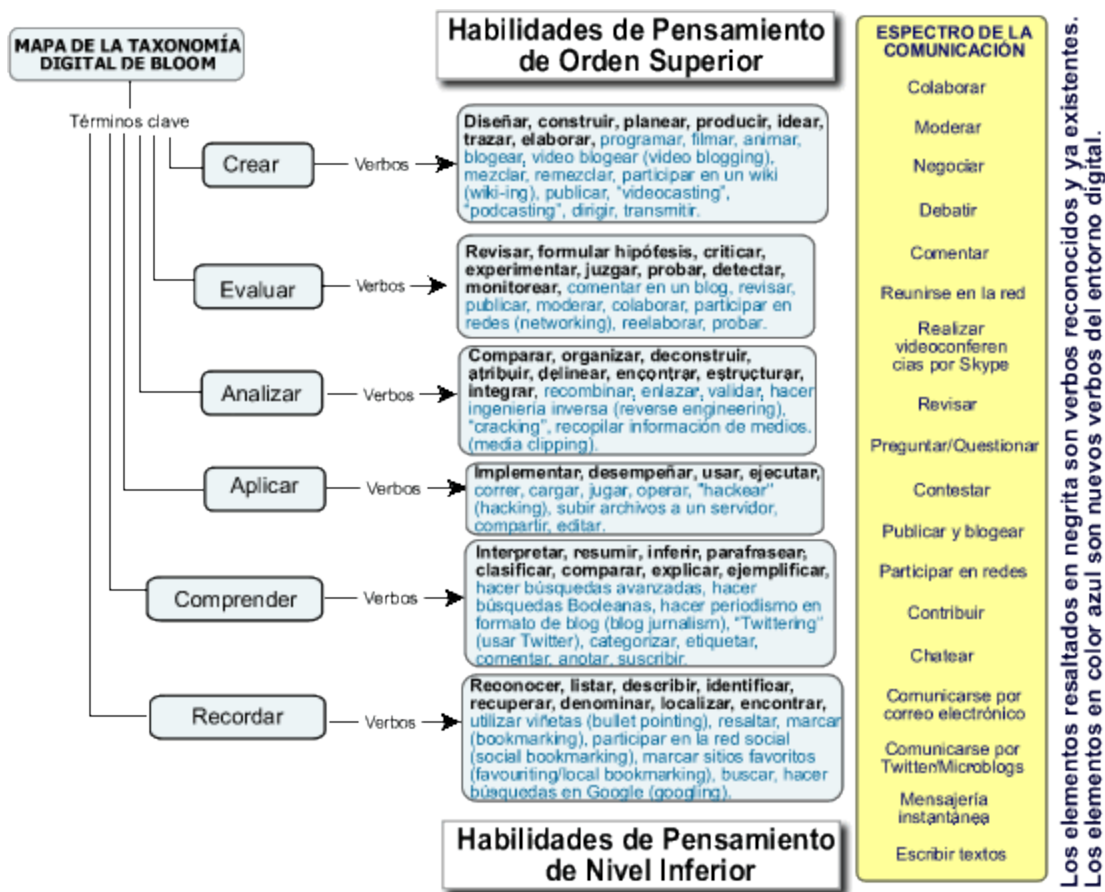 MAPA DE LA TAXONOMÍA
DIGITAL DE BLOOM
Términos clave
Habilidades de Pensamiento
de Orden Superior
Crear
Verbos
Diseñar, construir, planear, producir, idear,
trazar, elaborar, programar, filmar, animar,
blogear, video blogear (video blogging),
mezclar, remezclar, participar en un wiki
(wiki-ing), publicar, "videocasting",
"podcasting", dirigir, transmitir.
Evaluar
Verbos
Revisar, formular hipótesis, criticar,
experimentar, juzgar, probar, detectar,
monitorear, comentar en un blog, revisar,
publicar, moderar, colaborar, participar en
redes (networking), reelaborar, probar.
Analizar
Verbos
Comparar, organizar, deconstruir,
atribuir, delinear, encontrar, estructurar,
integrar, recombinar, enlazar, validar, hacer
ingeniería inversa (reverse engineering),
"cracking", recopilar información de medios.
(media clipping).
Aplicar
Verbos
Implementar, desempeñar, usar, ejecutar,
correr, cargar, jugar, operar, "hackear"
(hacking), subir archivos a un servidor,
compartir, editar.
Comprender
Verbos
Interpretar, resumir, inferir, parafrasear,
clasificar, comparar, explicar, ejemplificar,
hacer búsquedas avanzadas, hacer
búsquedas Booleanas, hacer periodismo en
formato de blog (blog jurnalism), "Twittering"
(usar Twitter), categorizar, etiquetar,
comentar, anotar, suscribir.
Recordar
Verbos
Reconocer, listar, describir, identificar,
recuperar, denominar, localizar, encontrar,
utilizar viñetas (bullet pointing), resaltar, marcar
(bookmarking), participar en la red social
(social bookmarking), marcar sitios favoritos
(favouriting/local bookmarking), buscar, hacer
búsquedas en Google (googling).
Habilidades de Pensamiento
de Nivel Inferior
ESPECTRO DE LA
COMUNICACIÓN
Colaborar
Moderar
Negociar
Debatir
Comentar
Reunirse en la red
Realizar
videoconferen
cias por Skype
Revisar
Preguntar/Questionar
Contestar
Publicar y blogear
Participar en redes
Contribuir
Chatear
Comunicarse por
correo electrónico
Comunicarse por
Twitter/Microblogs
Mensajería
instantánea
Escribir textos
Los elementos resaltados en negrita son verbos reconocidos y ya existentes.
Los elementos en color azul son nuevos verbos del entorno digital.